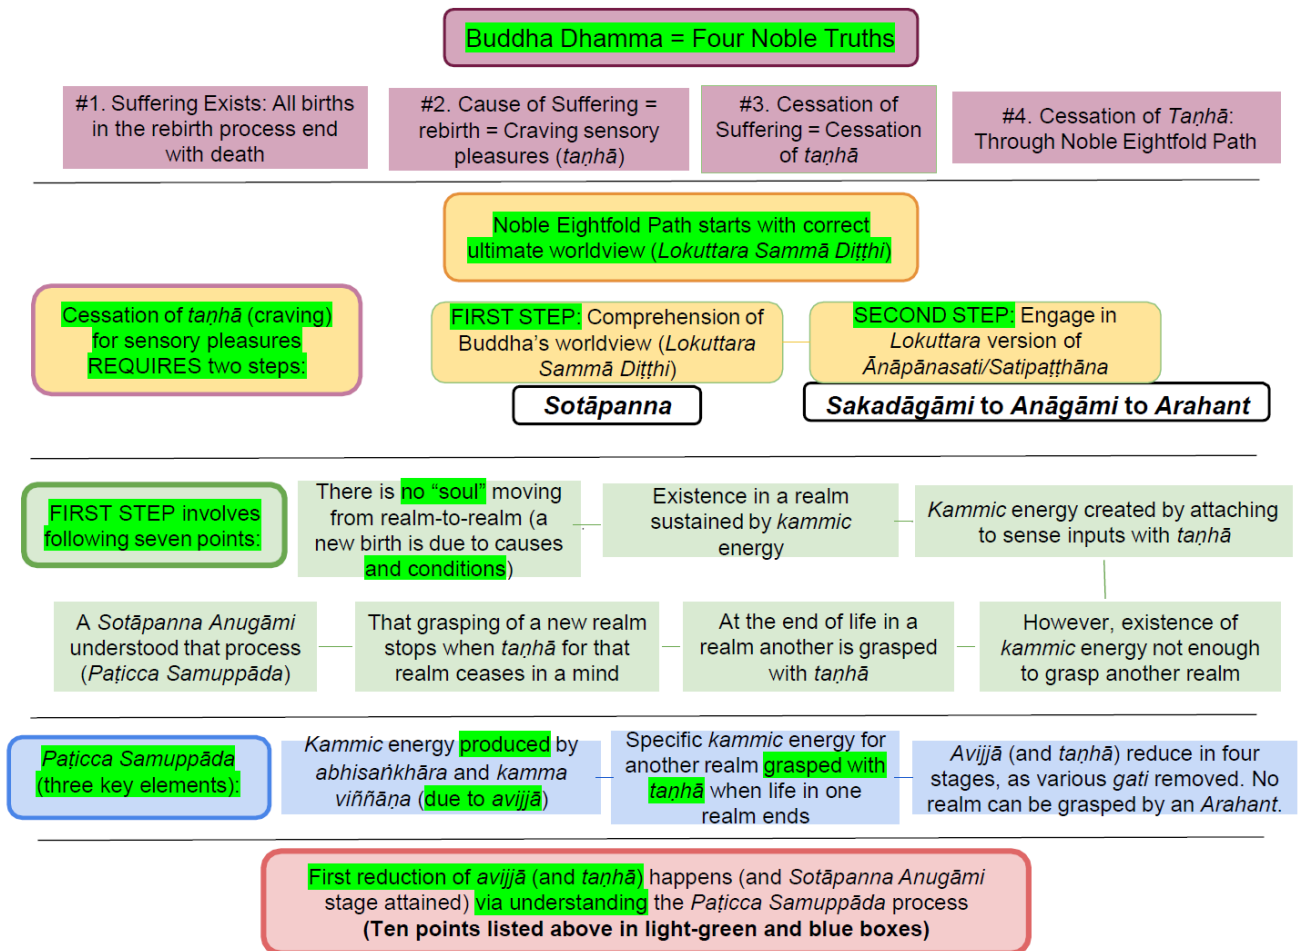 Buddha Dhamma = Four Noble Truths
#1. Suffering Exists: All births
in the rebirth process end
with death
#2. Cause of Suffering =
rebirth = Craving sensory
pleasures (taṇhā)
#3. Cessation of
Suffering = Cessation
of taṇhā
#4. Cessation of Taṇhā:
Through Noble Eightfold Path
Noble Eightfold Path starts with correct
ultimate worldview (Lokuttara Sammā Diṭṭhi)
Cessation of taṇhā (craving)
for sensory pleasures
REQUIRES two steps:
FIRST STEP: Comprehension of
Buddha's worldview (Lokuttara
Sammā Diṭṭhi)
Sotāpanna
SECOND STEP: Engage in
Lokuttara version of
Ānāpānasati/Satipaṭṭhāna
Sakadāgāmi to Anāgāmi to Arahant
FIRST STEP involves
following seven points:
There is no “soul” moving
from realm-to-realm (a
new birth is due to causes
and conditions)
Existence in a realm
sustained by kammic
energy
Kammic energy created by attaching
to sense inputs with taṇhā
However, existence of
kammic energy not enough
to grasp another realm
At the end of life in a
realm another is grasped
with taṇhā
That grasping of a new realm
stops when taṇhā for that
realm ceases in a mind
A Sotāpanna Anugāmi
understood that process
(Paṭicca Samuppāda)
Paṭicca Samuppāda
(three key elements):
Kammic energy produced by
abhisaṅkhāra and kamma
viññāṇa (due to avijjā)
Specific kammic energy for
another realm grasped with
taṇhā when life in one
realm ends
Avijjā (and taṇhā) reduce in four
stages, as various gati removed. No
realm can be grasped by an Arahant.
First reduction of avijjā (and taṇhā) happens (and Sotāpanna Anugāmi
stage attained) via understanding the Paṭicca Samuppāda process
(Ten points listed above in light-green and blue boxes)